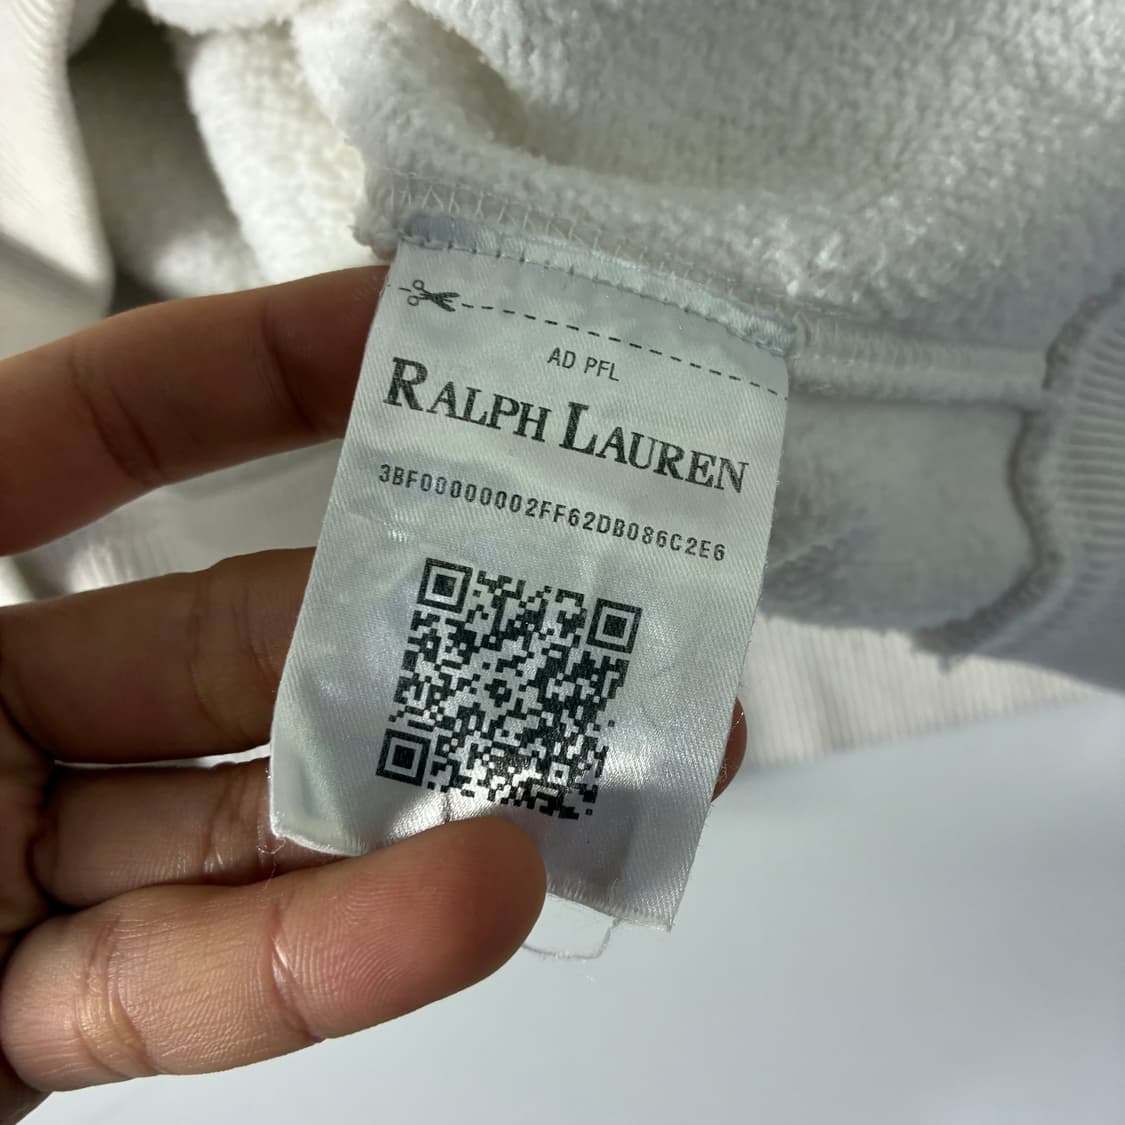 AD PFL
RALPH LAUREN
3BF00000002FF62DB086C2E6